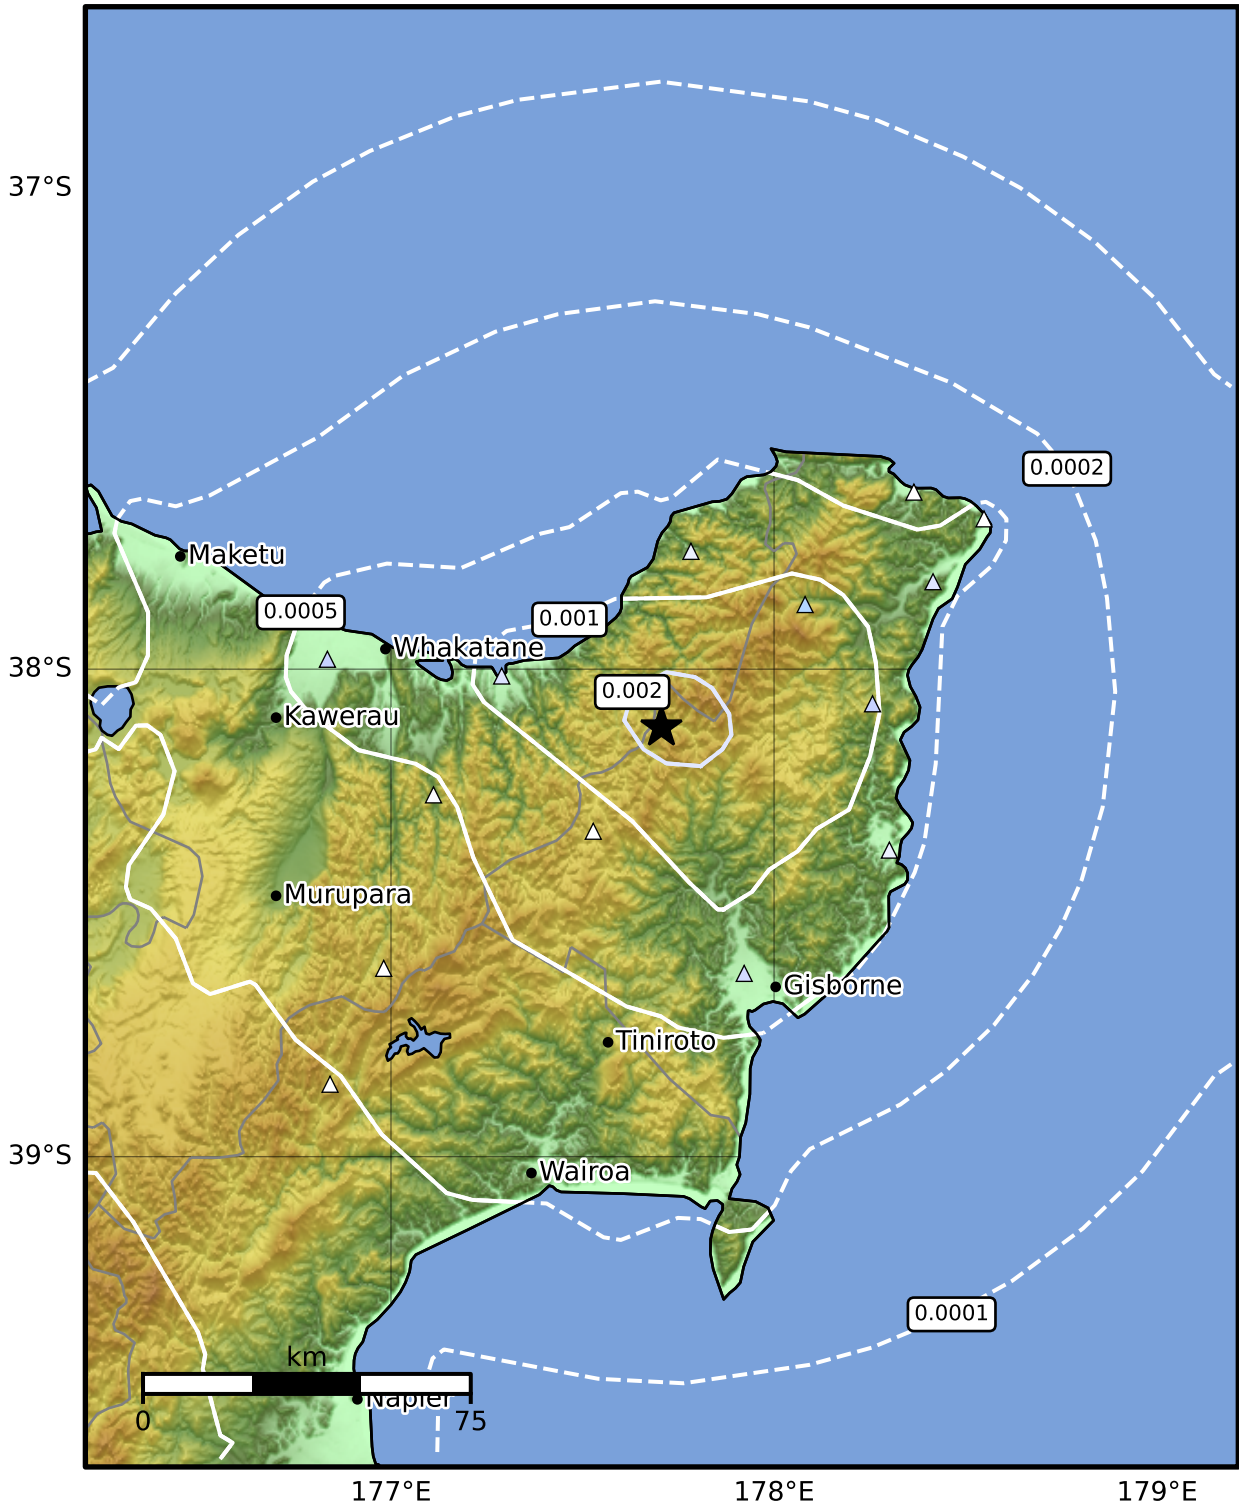 37°S
0.0002
Maketu
0.0005
0.001
Whakatane
38°S
0.002
Kawerau
Murupara
Gisborne
Tiniroto
39°S
Wairoa
0.0001
km
Napier
0
75
177°E
178°E
179°E